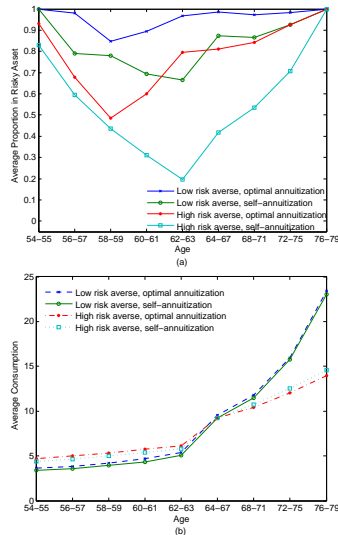 1
0.9
0.8
0.7
0.6
0.5
0.4
0.3
0.2
0.1
0
Average Proportion in Risky Asset
Low risk averse, optimal annuitization
Low risk averse, self−annuitization
High risk averse, optimal annuitization
High risk averse, self−annuitization
54−55 56−57 58−59 60−61 62−63 64−67 68−71 72−75 76−79
Age
(a)
25
20
15
10
5
0
Average Consumption
Low risk averse, optimal annuitization
Low risk averse, self−annuitization
High risk averse, optimal annuitization
High risk averse, self−annuitization
54−55 56−57 58−59 60−61 62−63 64−67 68−71 72−75 76−79
Age
(b)